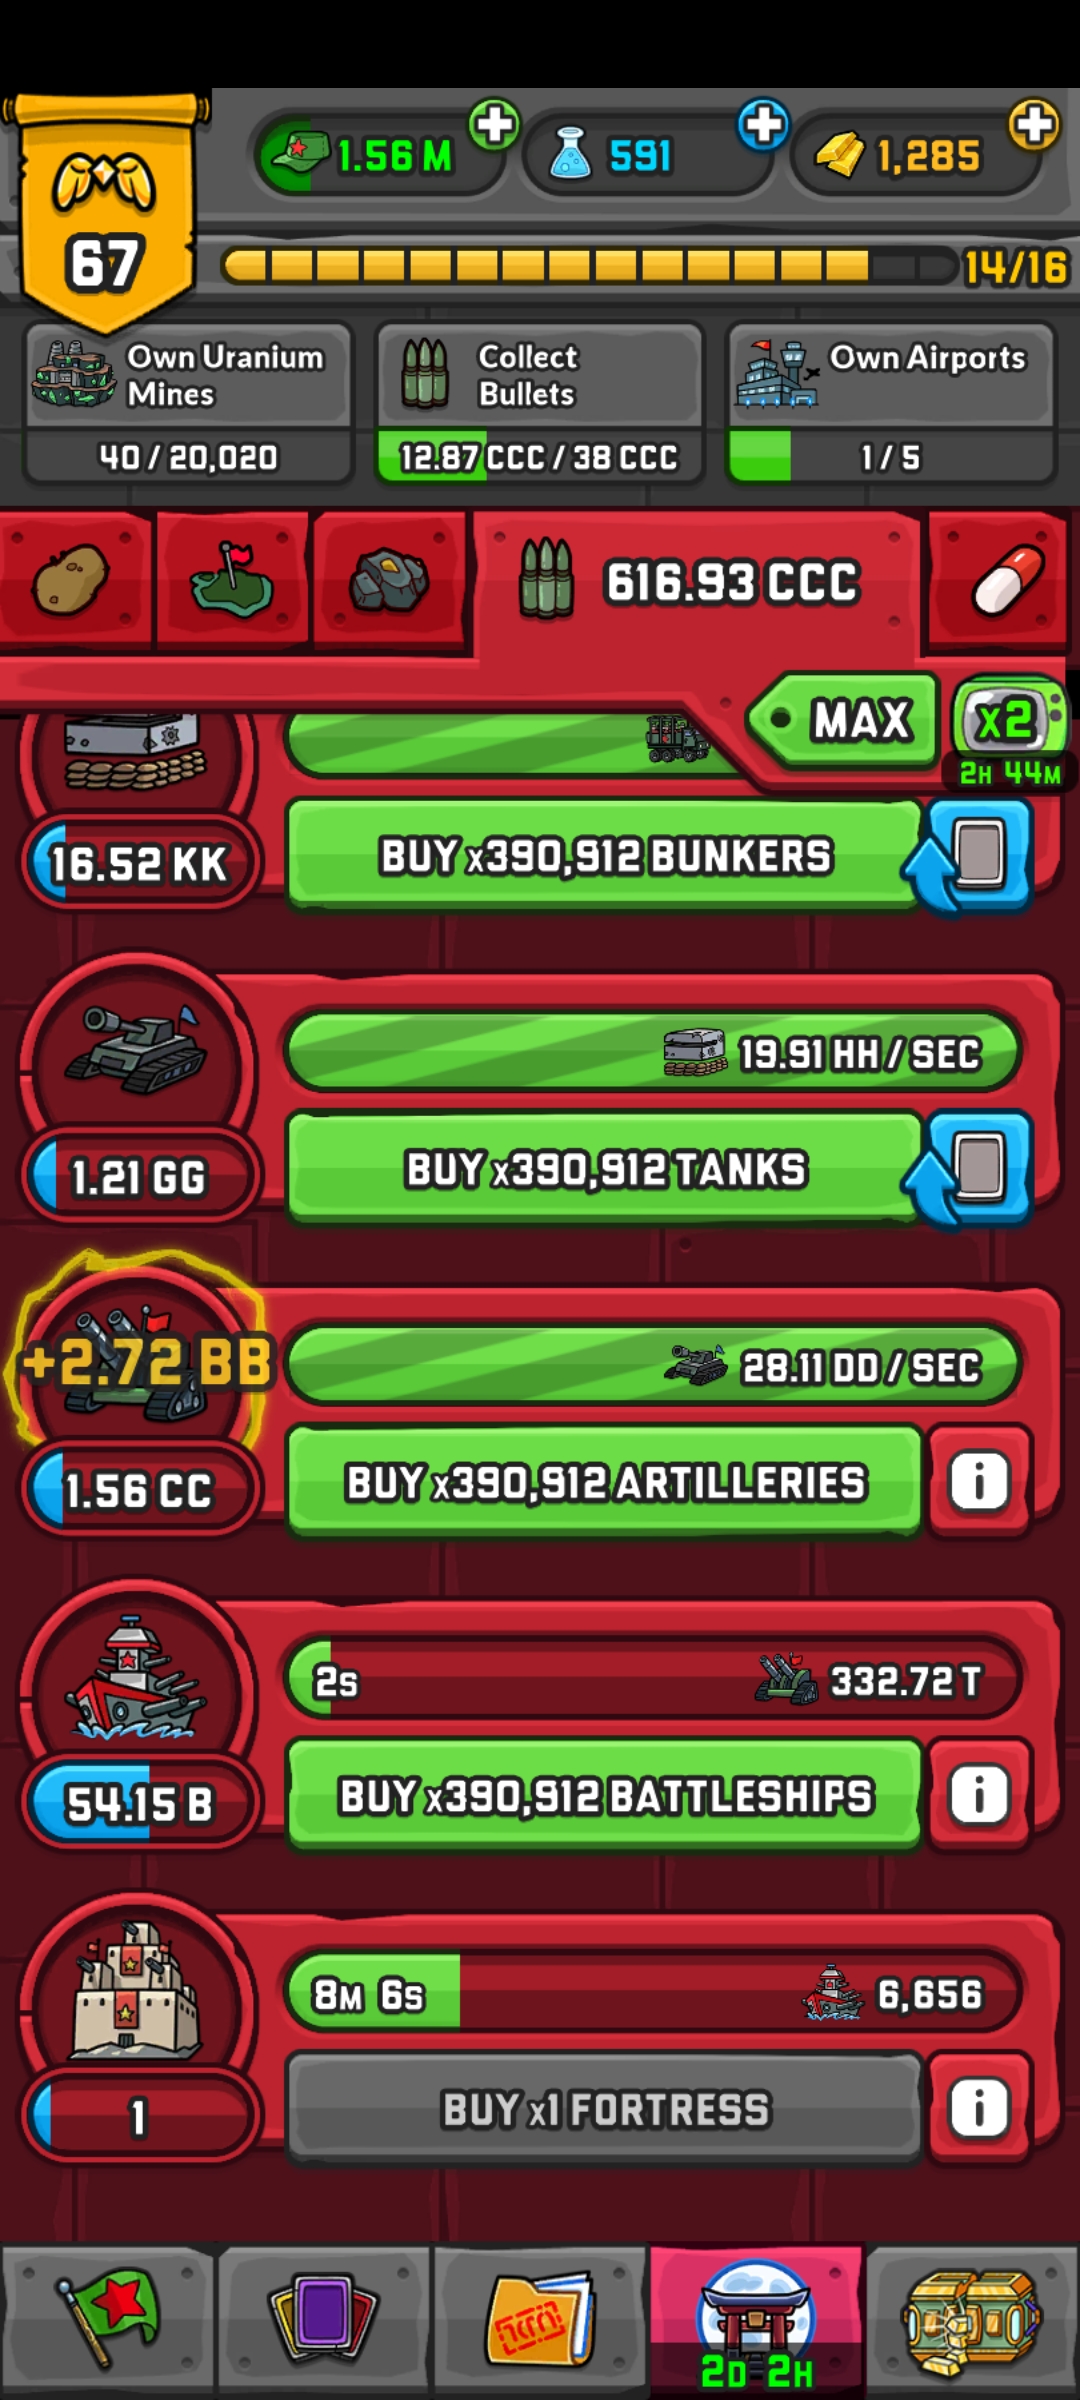 1.56 M
591
1,285
67
14/16
Own Uranium
Mines
40 / 20,020
Collect
Bullets
12.87 CCC / 38 CCC
Own Airports
1 / 5
616.93 CCC
MAX
x2
2H 44M
16.52 KK
BUY x390,912 BUNKERS
19.91 HH / SEC
1.21 GG
BUY x390,912 TANKS
+2.72 BB
28.11 DD / SEC
1.56 CC
BUY x390,912 ARTILLERIES
i
2S
332.72 T
54.15 B
BUY x390,912 BATTLESHIPS
i
8M 6S
6,656
1
BUY x1 FORTRESS
i
2D 2H